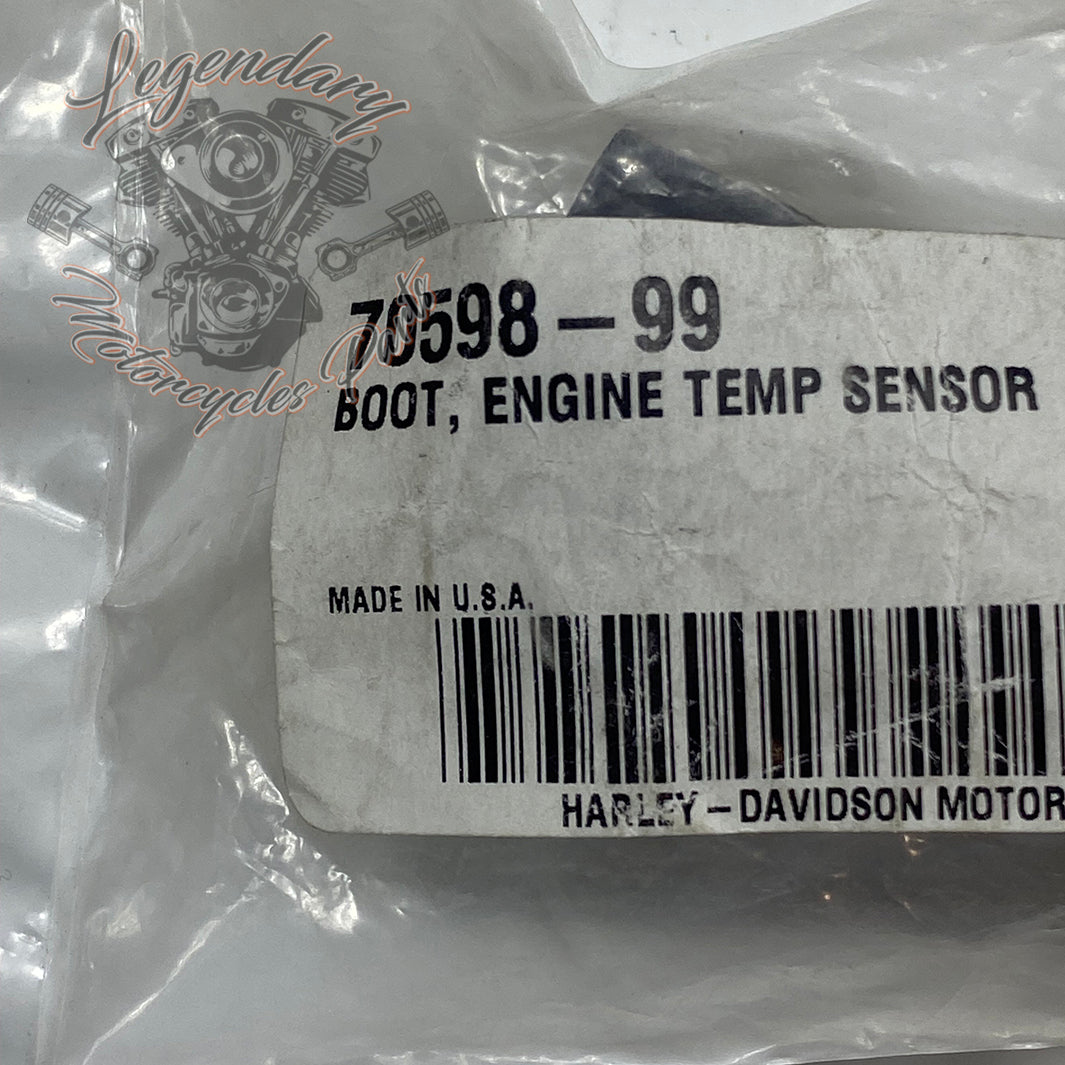 Legendary
Motorcycles Parts
70598-99
BOOT, ENGINE TEMP SENSOR
MADE IN U.S.A.
HARLEY-DAVIDSON MOTOR